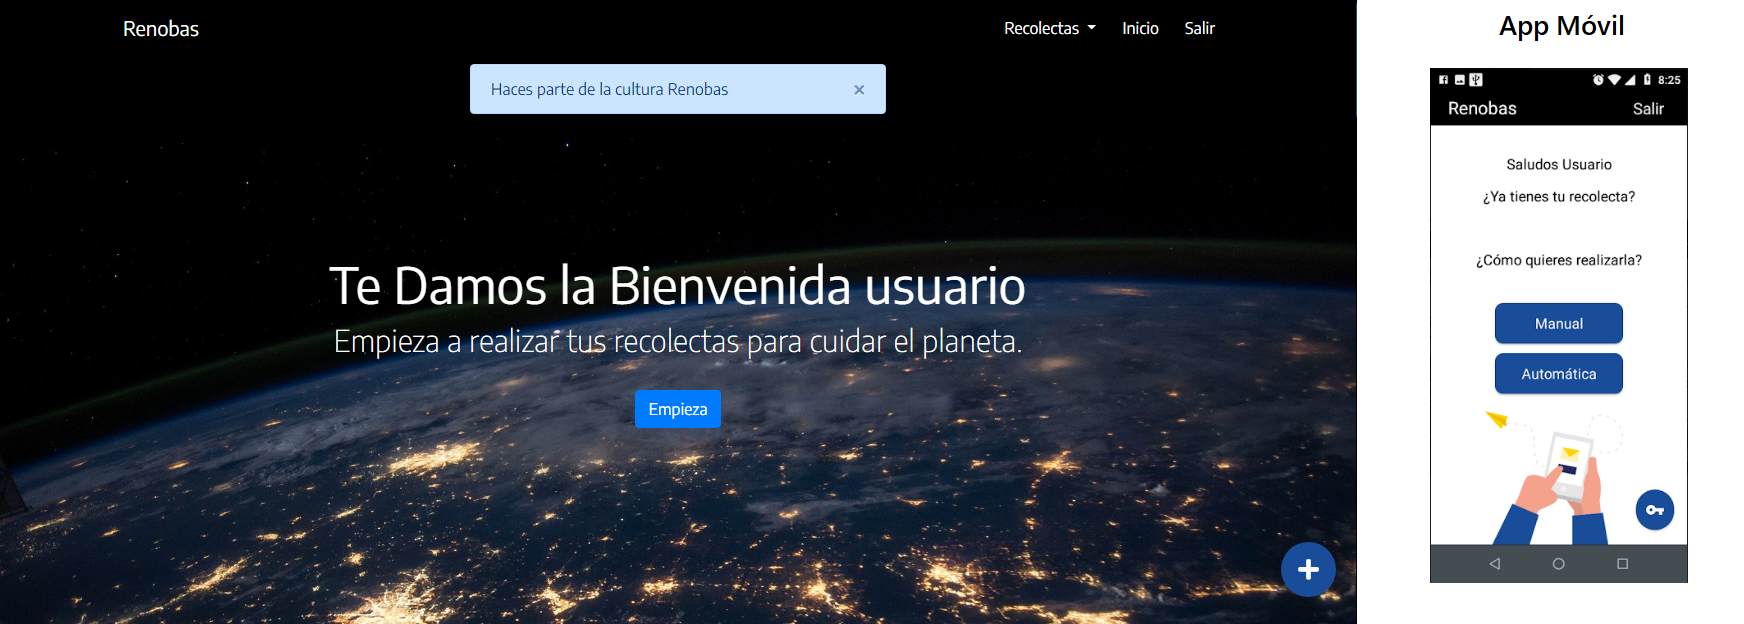 Renobas
Recolectas
Inicio
Salir
Haces parte de la cultura Renobas
×
Te Damos la Bienvenida usuario
Empieza a realizar tus recolectas para cuidar el planeta.
Empieza
App Móvil
8:25
Renobas
Salir
Saludos Usuario
¿Ya tienes tu recolecta?
¿Cómo quieres realizarla?
Manual
Automática